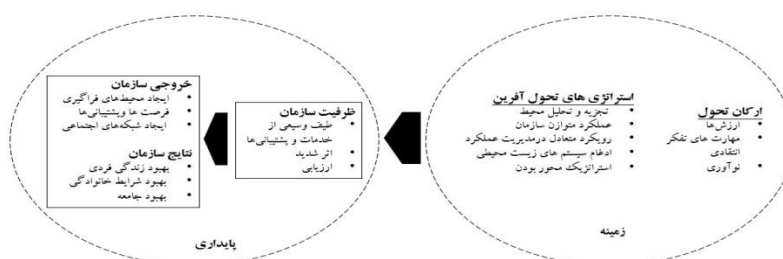 ارکان تحول
ارزش‌ها
مهارت های تفکر
انتقادی
نوآوری
استراتژی های تحول آفرین
تجزیه و تحلیل محیط
عملکرد متوازن سازمان
رویکرد متعادل درمدیریت عملکرد
ادغام سیستم های زیست محیطی
استراتژیک محور بودن
زمینه
ظرفیت سازمان
طیف وسیعی از
خدمات و پشتیبانی‌ها
اثر شدید
ارزیابی
خروجی سازمان
ایجاد محیط‌های فراگیری
فرصت ها وپشتیبانی‌ها
ایجاد شبکه‌های اجتماعی
نتایج سازمان
بهبود زندگی فردی
بهبود شرایط خانوادگی
بهبود جامعه
پایداری